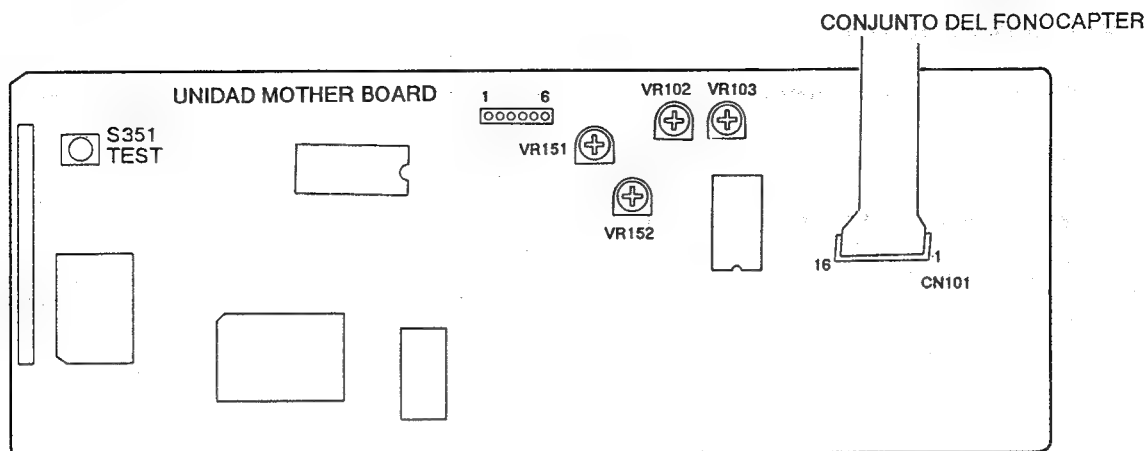 CONJUNTO DEL FONOCAPTER
UNIDAD MOTHER BOARD
1 6
VR102 VR103
S351
TEST
VR151
VR152
16 1
CN101